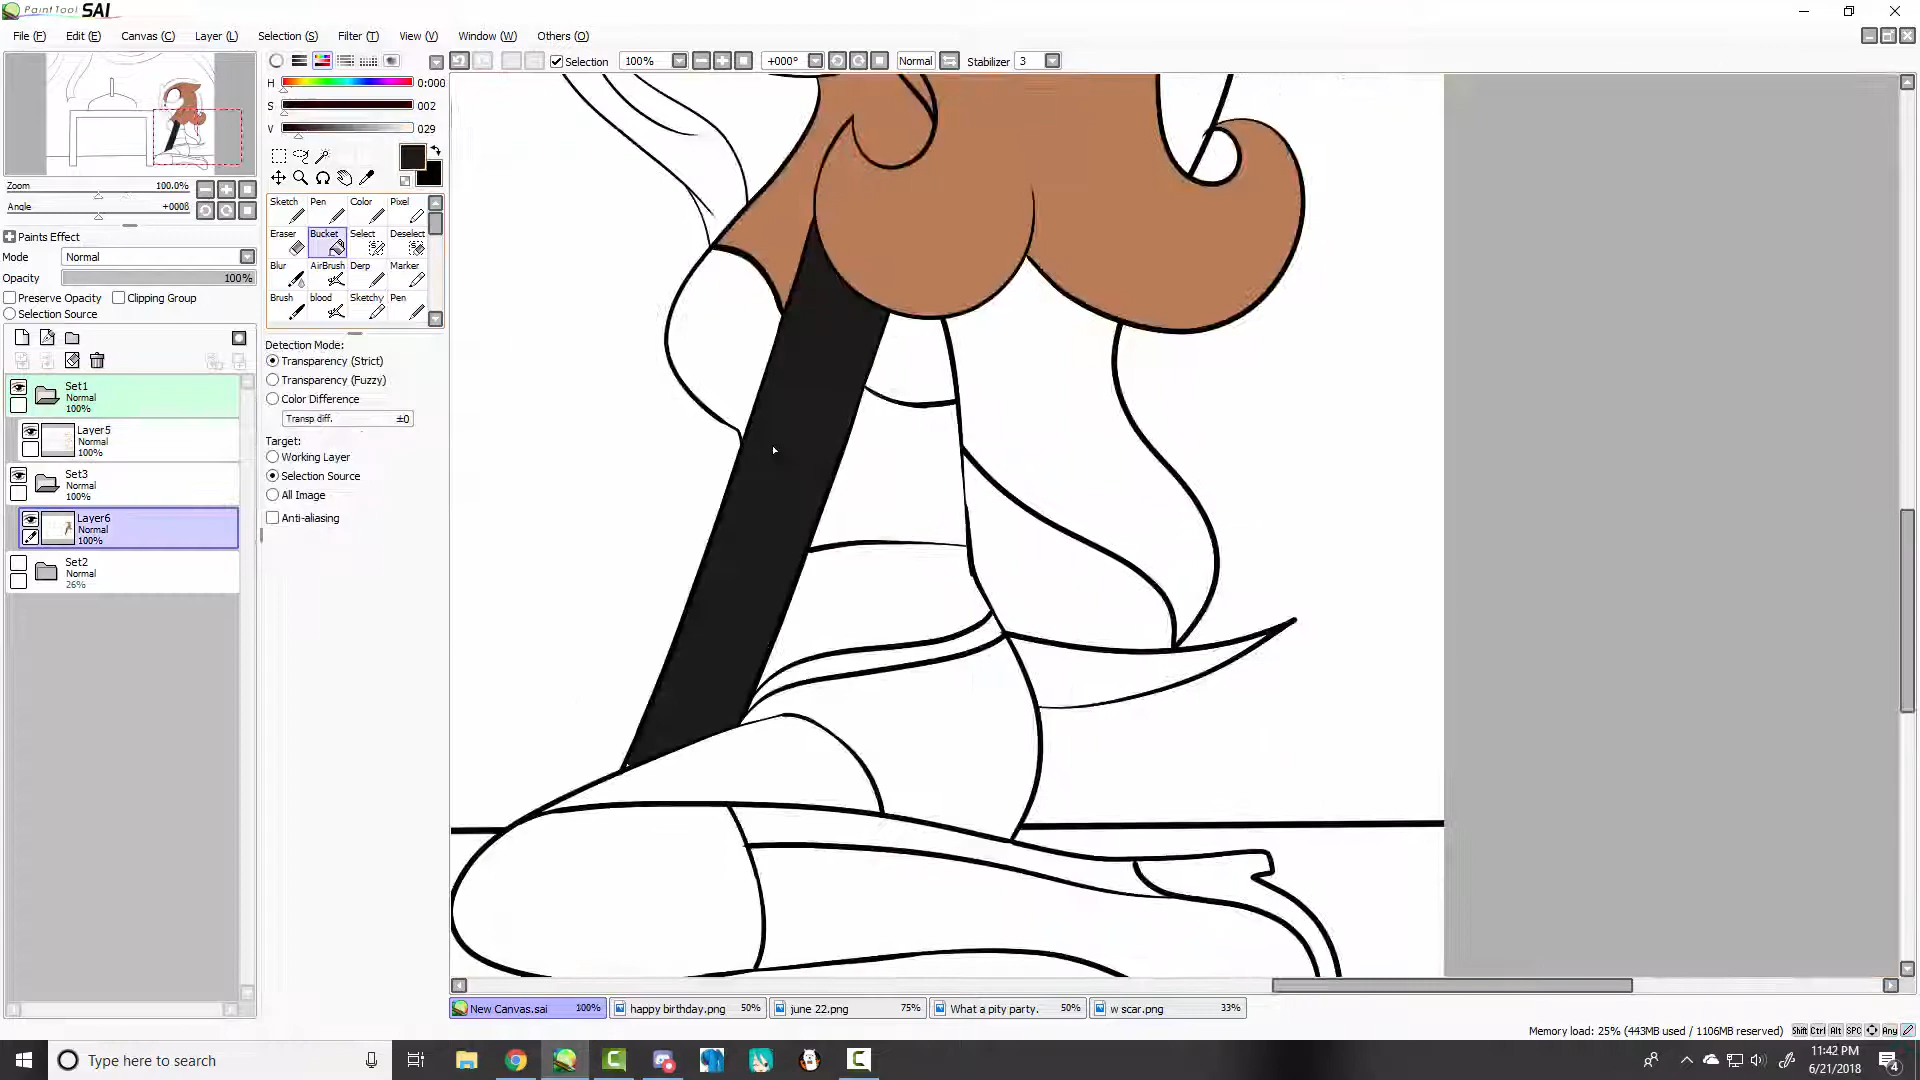 PaintTool SAI
File (F) Edit (E) Canvas (C) Layer (L) Selection (S) Filter (T) View (V) Window (W) Others (O)
Selection 100% +000° Normal Stabilizer 3
H 0:000
S 002
V 029
Zoom 100.0%
Angle +000
Paints Effect
Mode Normal
Opacity 100%
Preserve Opacity Clipping Group
Selection Source
Sketch Pen Color Pixel
Eraser Bucket Select Deselect
Blur AirBrush Derp Marker
Brush blood Sketchy Pen
Detection Mode:
Transparency (Strict)
Transparency (Fuzzy)
Color Difference
Transp diff. ±0
Target:
Working Layer
Selection Source
All Image
Anti-aliasing
Set1
Normal
100%
Layer5
Normal
100%
Set3
Normal
100%
Layer6
Normal
100%
Set2
Normal
26%
New Canvas.sai 100% happy birthday.png 50% june 22.png 75% What a pity party. 50% w scar.png 33%
Memory load: 25% (443MB used / 1106MB reserved) Shift Ctrl Alt SPC Any
Type here to search
11:42 PM
6/21/2018
4